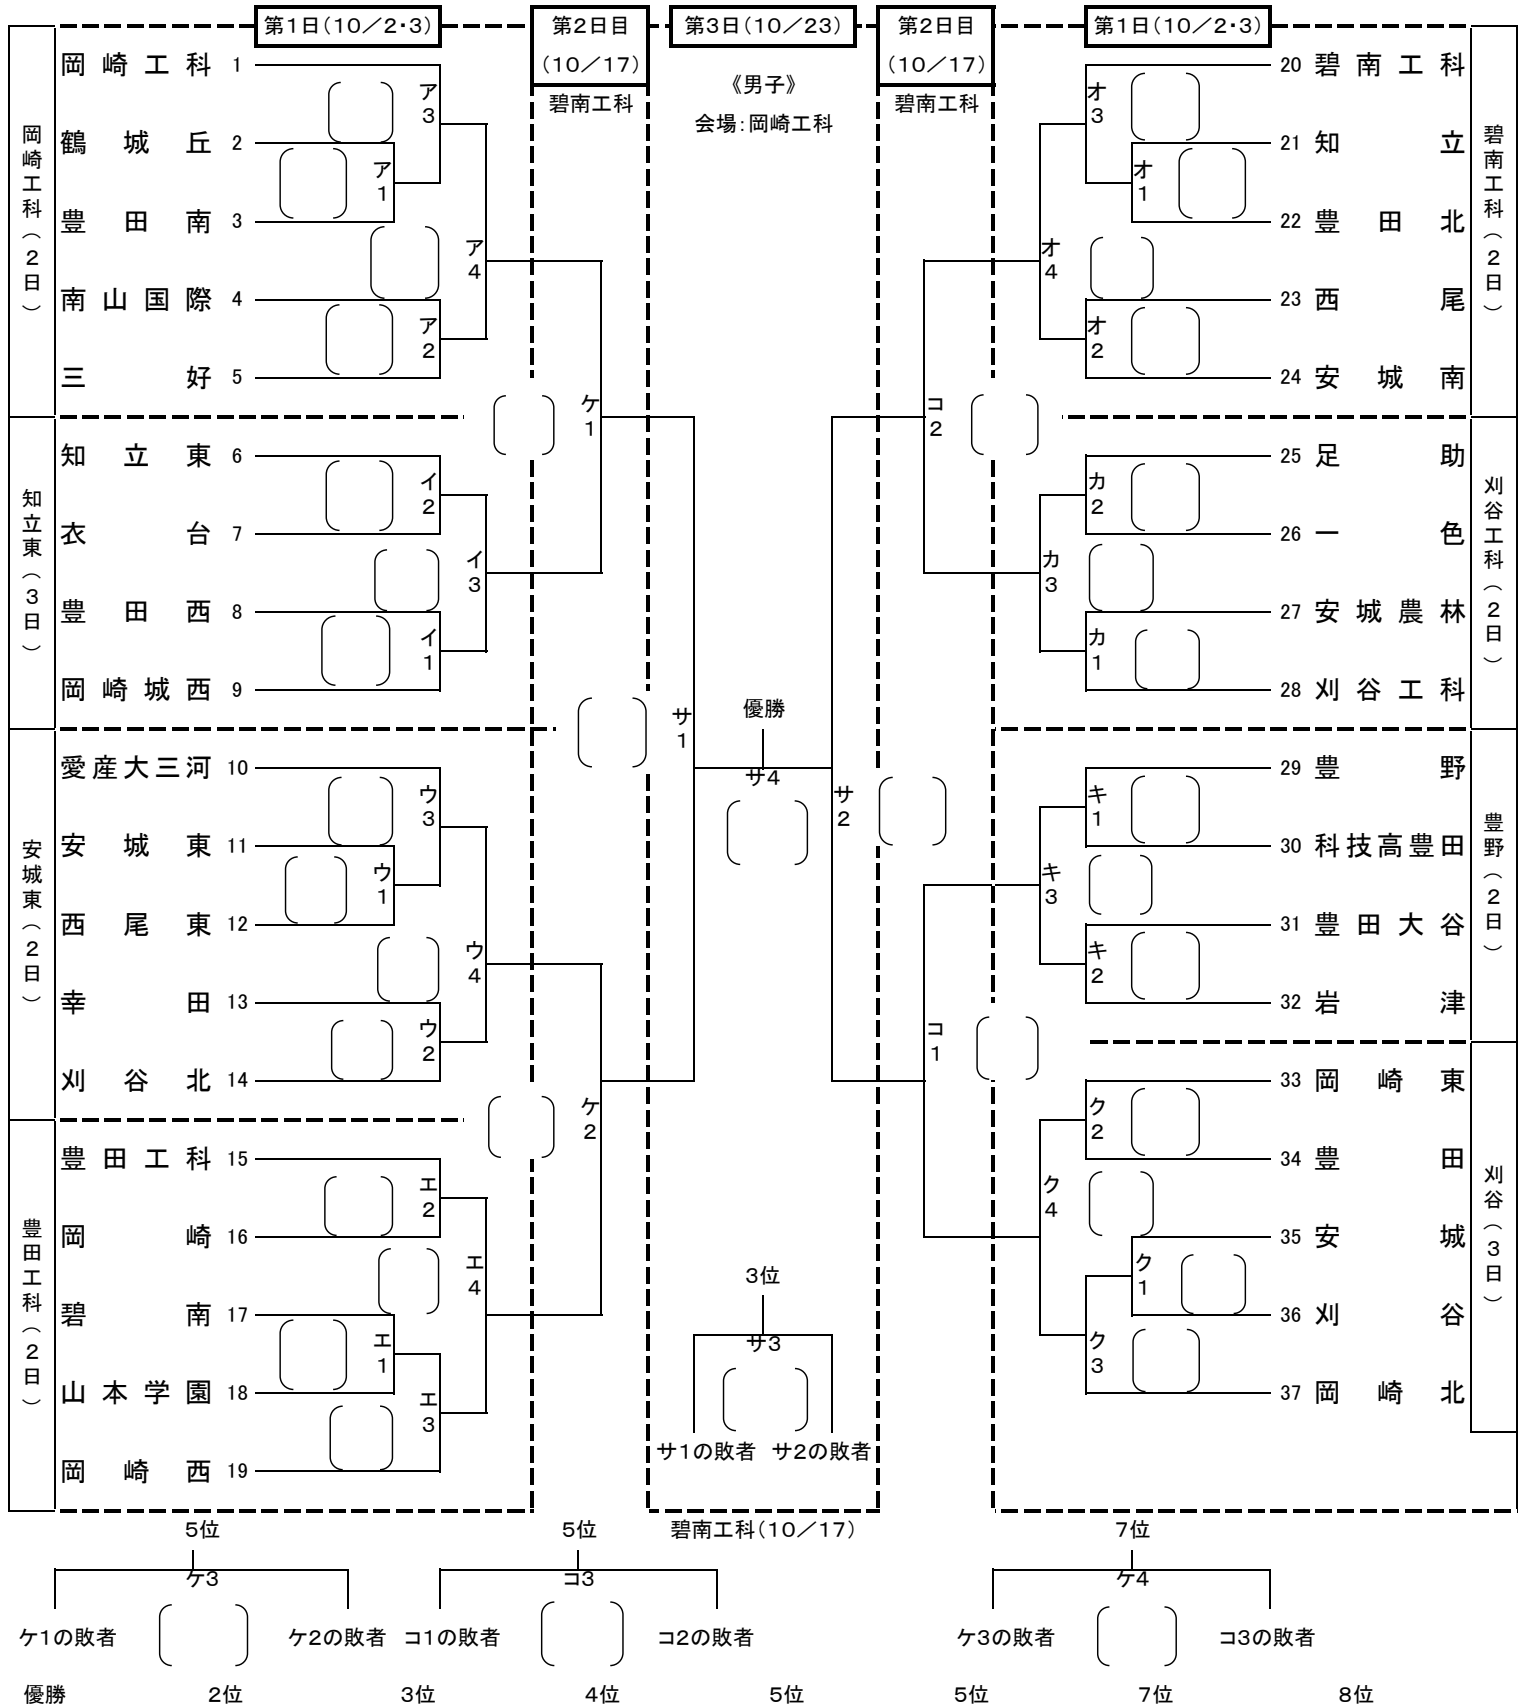 第1日(10／2・3)
第2日目
(10／17)
碧南工科
第3日(10／23)
《男子》
会場:岡崎工科
第2日目
(10／17)
碧南工科
第1日(10／2・3)
岡崎工科(2日)
岡崎工科 1
鶴城丘 2
豊田南 3
南山国際 4
三好 5
ア3
ア1
ア4
ア2
知立東(3日)
知立東 6
衣台 7
豊田西 8
岡崎城西 9
イ2
イ3
イ1
ケ1
安城東(2日)
愛産大三河 10
安城東 11
西尾東 12
幸田 13
刈谷北 14
ウ3
ウ1
ウ4
ウ2
豊田工科(2日)
豊田工科 15
岡崎 16
碧南 17
山本学園 18
岡崎西 19
エ2
エ4
エ1
エ3
ケ2
サ1
優勝
サ4
サ2
3位
サ3
サ1の敗者 サ2の敗者
碧南工科(2日)
20 碧南工科
21 知立
22 豊田北
23 西尾
24 安城南
オ3
オ1
オ4
オ2
コ2
刈谷工科(2日)
25 足助
26 一色
27 安城農林
28 刈谷工科
カ2
カ3
カ1
豊野(2日)
29 豊野
30 科技高豊田
31 豊田大谷
32 岩津
キ1
キ3
キ2
コ1
刈谷(3日)
33 岡崎東
34 豊田
35 安城
36 刈谷
37 岡崎北
ク2
ク4
ク1
ク3
5位
5位
碧南工科(10／17)
7位
ケ3
コ3
ケ4
ケ1の敗者
ケ2の敗者
コ1の敗者
コ2の敗者
ケ3の敗者
コ3の敗者
優勝 2位 3位 4位 5位 5位 7位 8位